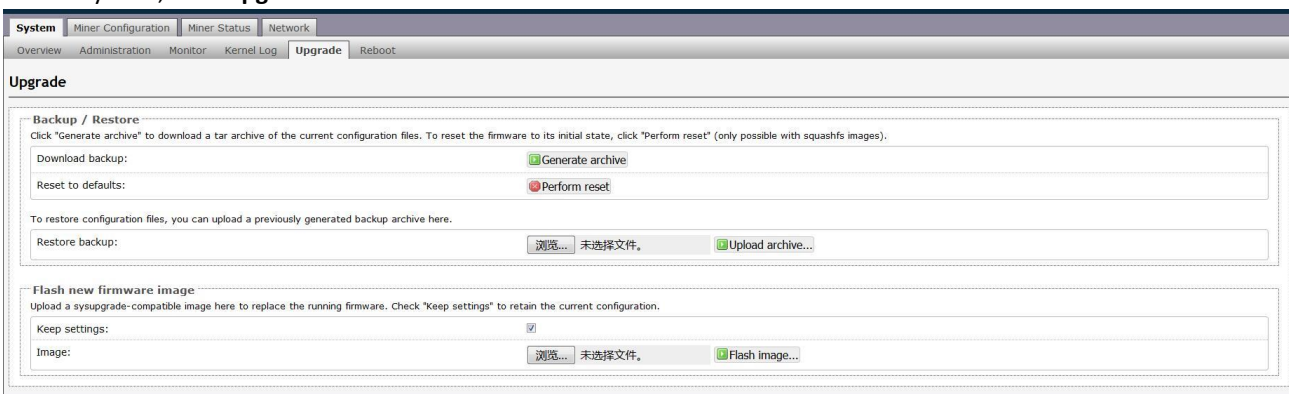 System Miner Configuration Miner Status Network
Overview Administration Monitor Kernel Log Upgrade Reboot
Upgrade
Backup / Restore
Click "Generate archive" to download a tar archive of the current configuration files. To reset the firmware to its initial state, click "Perform reset" (only possible with squashfs images).
Download backup: Generate archive
Reset to defaults: Perform reset
To restore configuration files, you can upload a previously generated backup archive here.
Restore backup: 浏览... 未选择文件。 Upload archive...
Flash new firmware image
Upload a sysupgrade-compatible image here to replace the running firmware. Check "Keep settings" to retain the current configuration.
Keep settings:
Image: 浏览... 未选择文件。 Flash image...